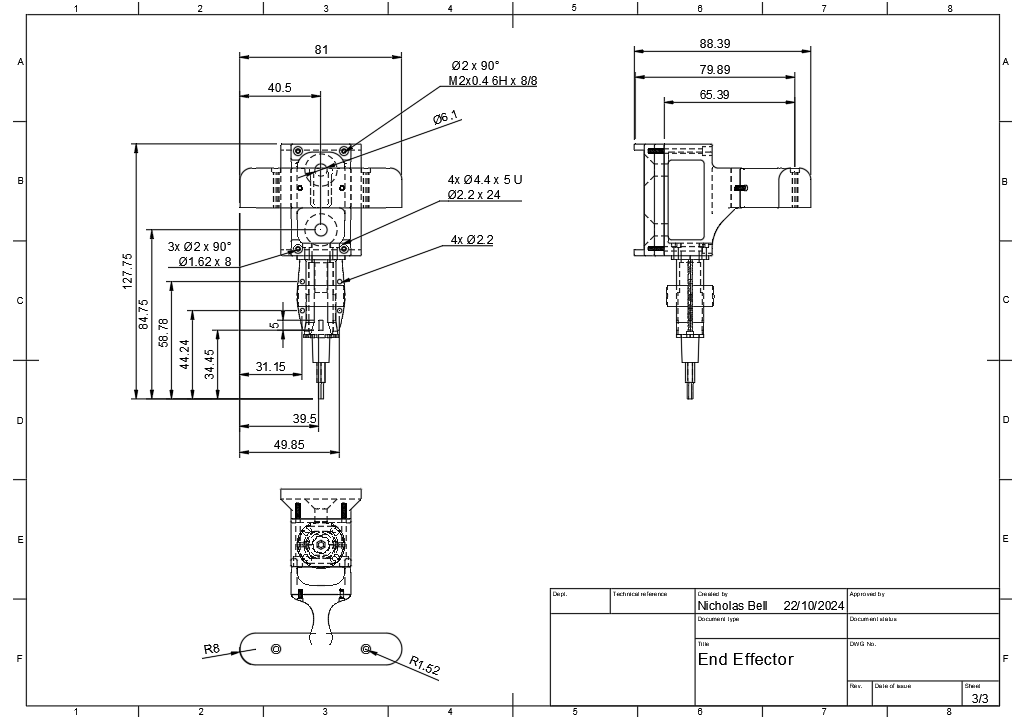 1 2 3 4 5 6 7 8
A A
81
88.39
Ø2 x 90°
M2x0.4 6H x 8/8
79.89
40.5
65.39
Ø6.1
B B
4x Ø4.4 x 5 U
Ø2.2 x 24
4x Ø2.2
3x Ø2 x 90°
Ø1.62 x 8
127.75
84.75
58.78
44.24
34.45
5
C C
31.15
39.5
49.85
D D
E E
Dept.
Technical reference
Created by
Approved by
Nicholas Bell 22/10/2024
Document type
Document status
Title
DWG No.
End Effector
F F
R8
R1.52
Rev.
Date of issue
Sheet
3/3
1 2 3 4 5 6 7 8